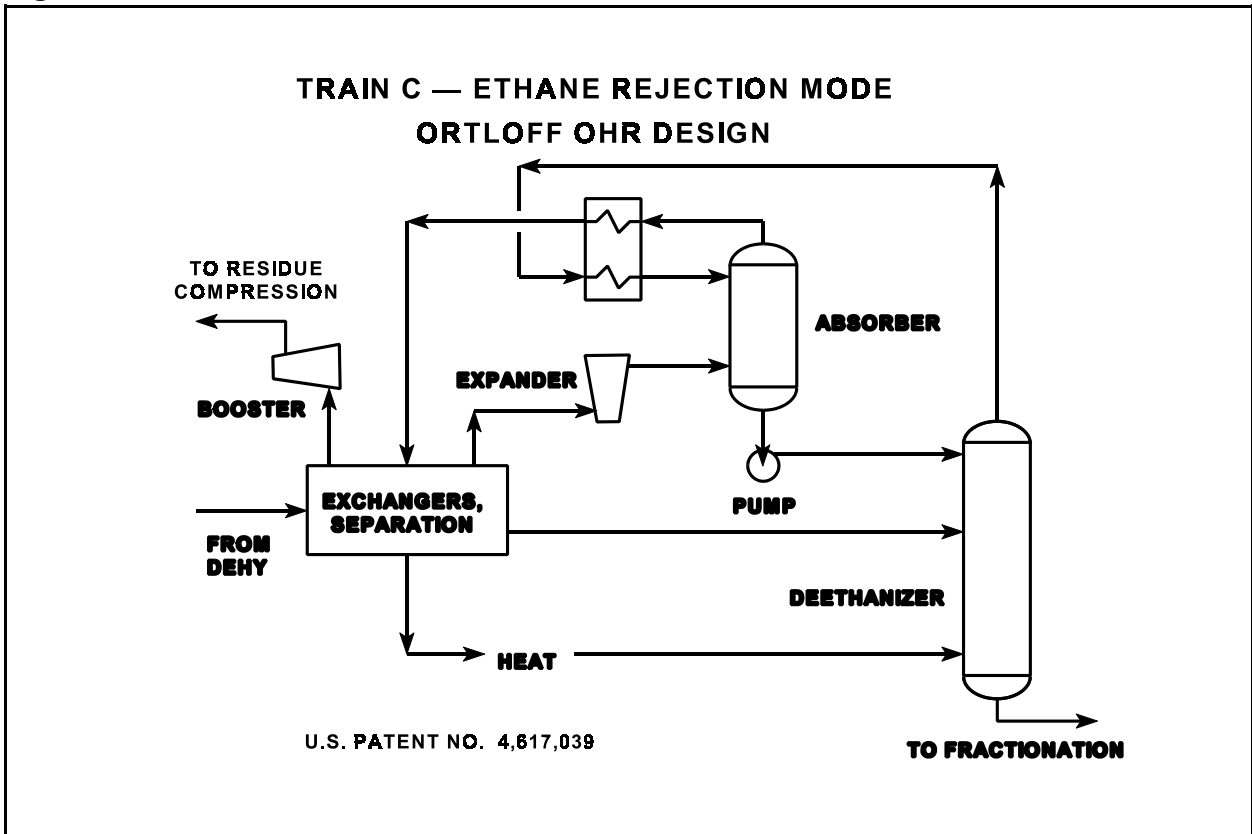 TRAIN C — ETHANE REJECTION MODE
ORTLOFF OHR DESIGN
TO RESIDUE
COMPRESSION
ABSORBER
EXPANDER
BOOSTER
EXCHANGERS,
SEPARATION
PUMP
FROM
DEHY
DEETHANIZER
HEAT
U.S. PATENT NO. 4,617,039
TO FRACTIONATION